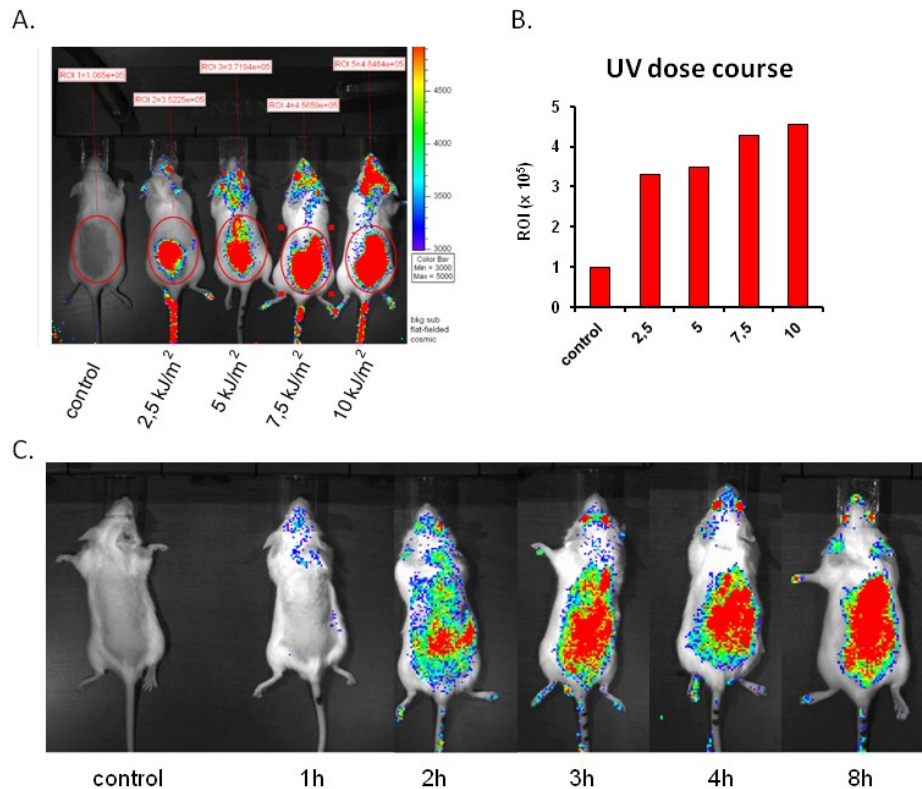 A.
ROI 1=1.065e+05
ROI 2=3.5225e+05
ROI 3=3.7194e+05
ROI 4=4.5659e+05
ROI 5=4.8464e+05
4500
4000
3500
3000
Color Bar
Min = 3000
Max = 5000
bkg sub
flat-fielded
cosmic
control
2,5 kJ/m²
5 kJ/m²
7,5 kJ/m²
10 kJ/m²
B.
UV dose course
ROI (x 10⁵)
5
4
3
2
1
0
control
2,5
5
7,5
10
C.
control
1h
2h
3h
4h
8h